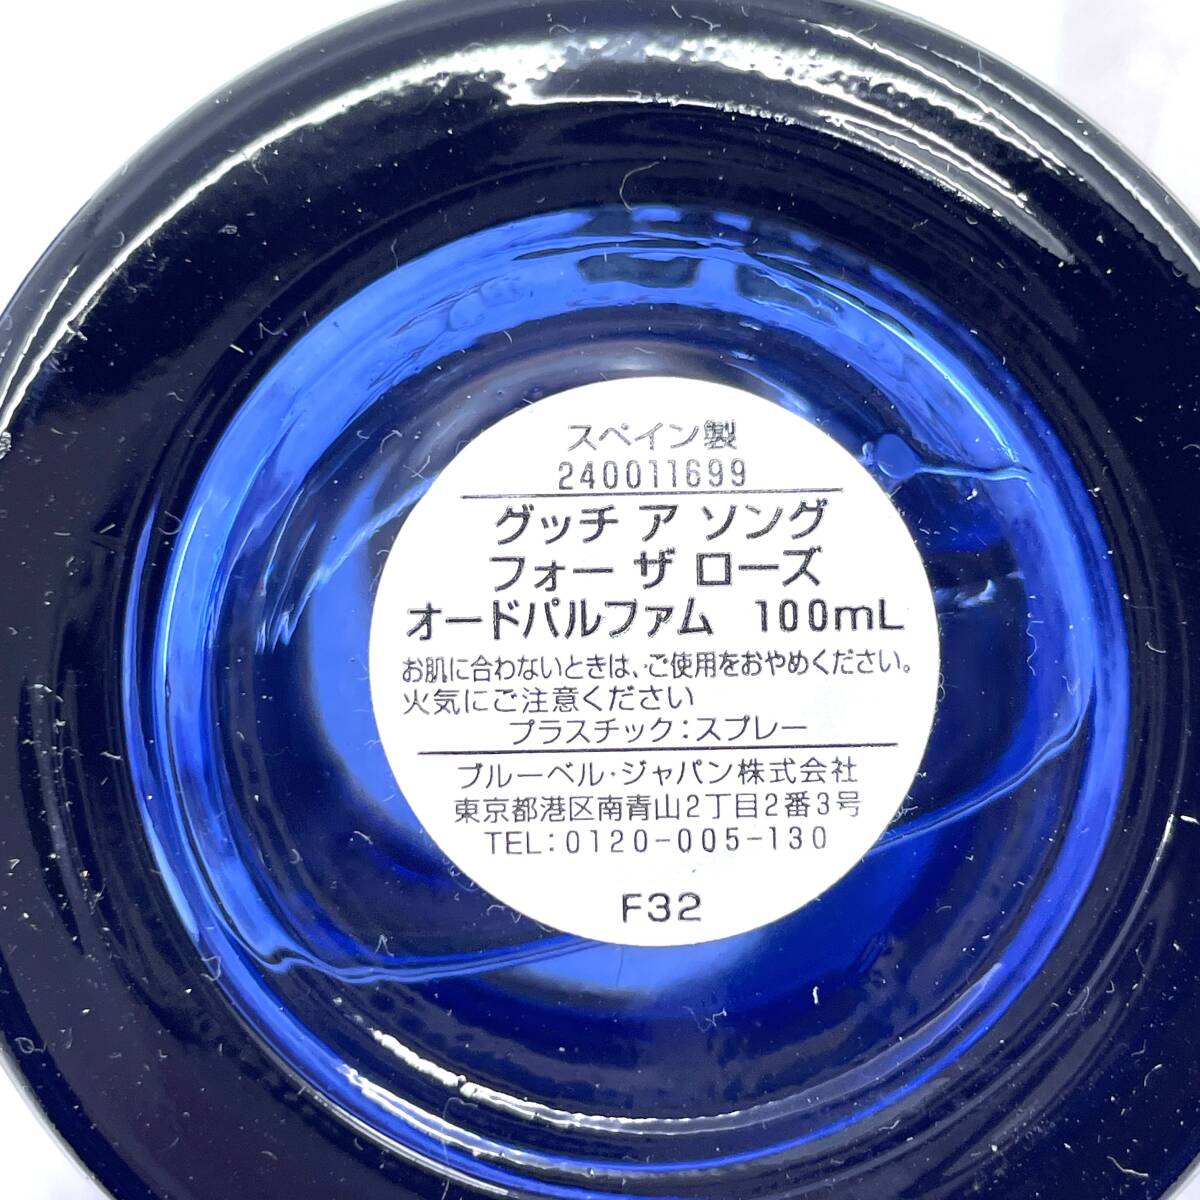 スペイン製
240011699
グッチ ア ソング
フォー ザ ローズ
オードパルファム 100mL
お肌に合わないときは、ご使用をおやめください。
火気にご注意ください
プラスチック：スプレー
ブルーベル・ジャパン株式会社
東京都港区南青山2丁目2番3号
TEL：0120-005-130
F32